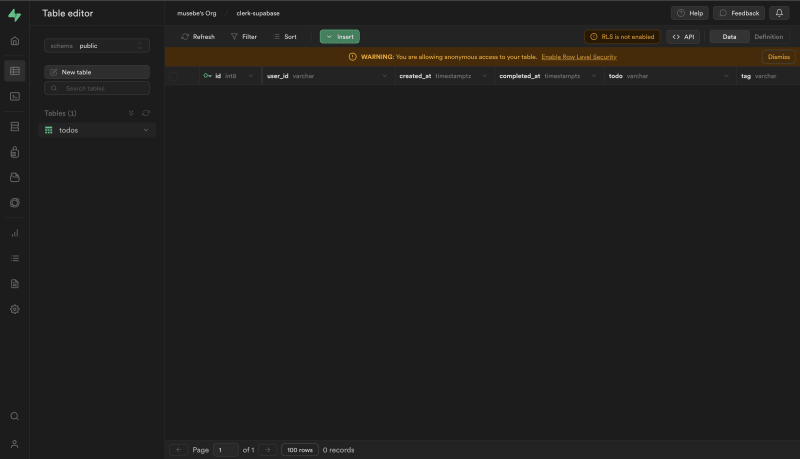 Table editor
musebe's Org / clerk-supabase
Help
Feedback
schema public
Refresh
Filter
Sort
Insert
RLS is not enabled
<> API
Data
Definition
WARNING: You are allowing anonymous access to your table. Enable Row Level Security
Dismiss
New table
Search tables
Tables (1)
todos
id int8
user_id varchar
created_at timestamptz
completed_at timestamptz
todo varchar
tag varchar
Page 1 of 1
100 rows
0 records